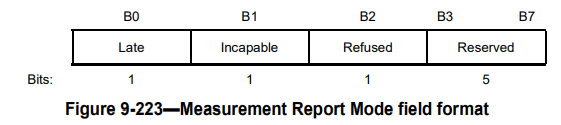 B0 B1 B2 B3 B7
Late Incapable Refused Reserved
Bits: 1 1 1 5
Figure 9-223—Measurement Report Mode field format